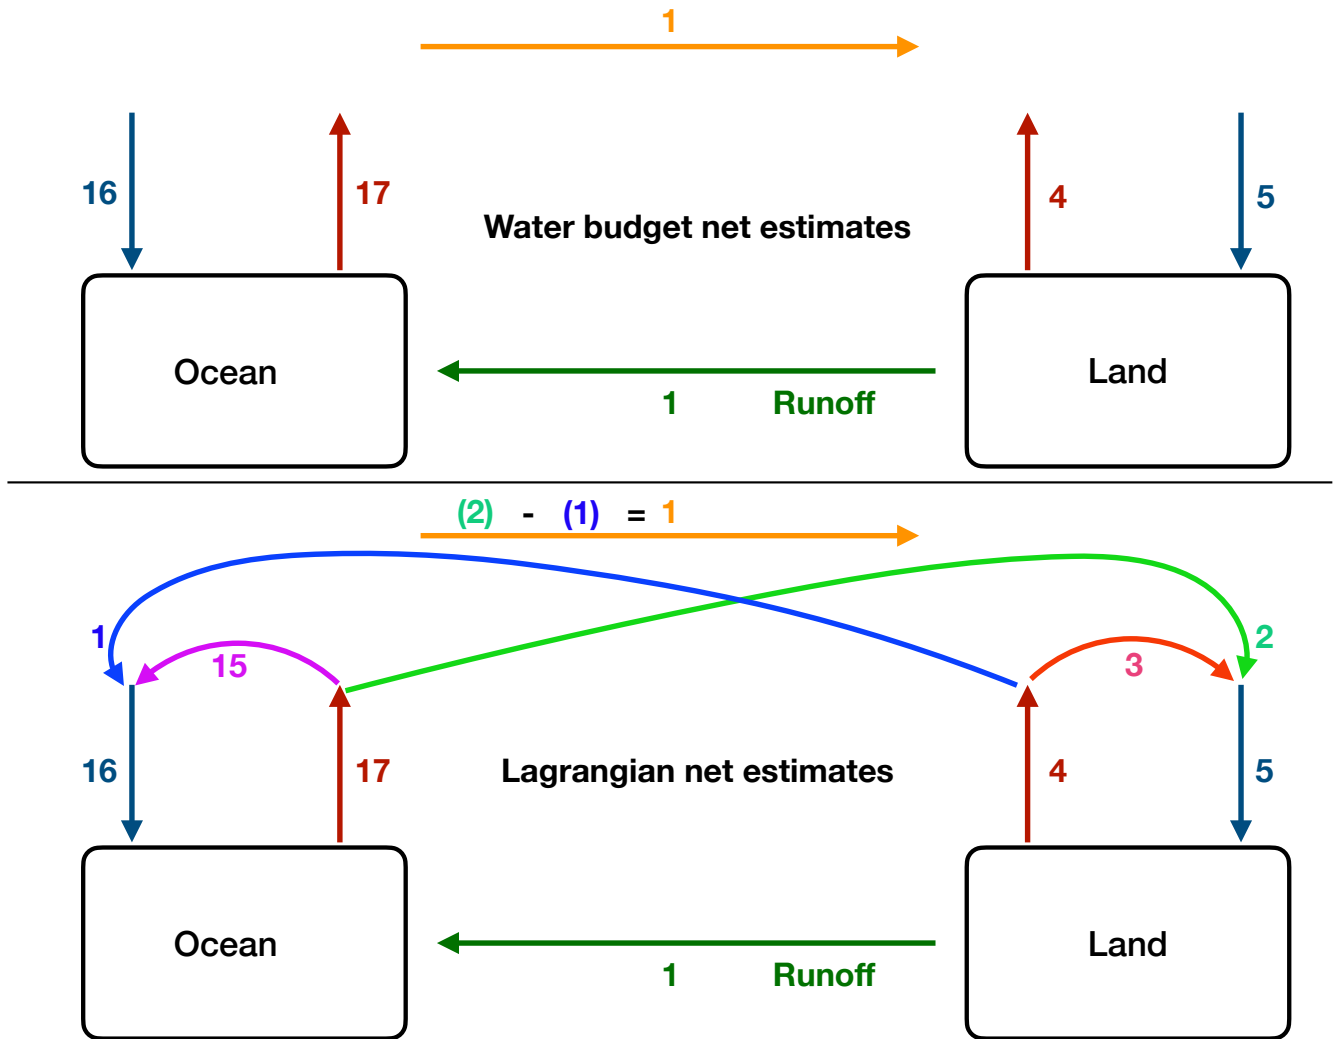 1
16 17 4 5
Water budget net estimates
Ocean Land
1 Runoff
(2) - (1) = 1
1 15 3 2
16 17 4 5
Lagrangian net estimates
Ocean Land
1 Runoff